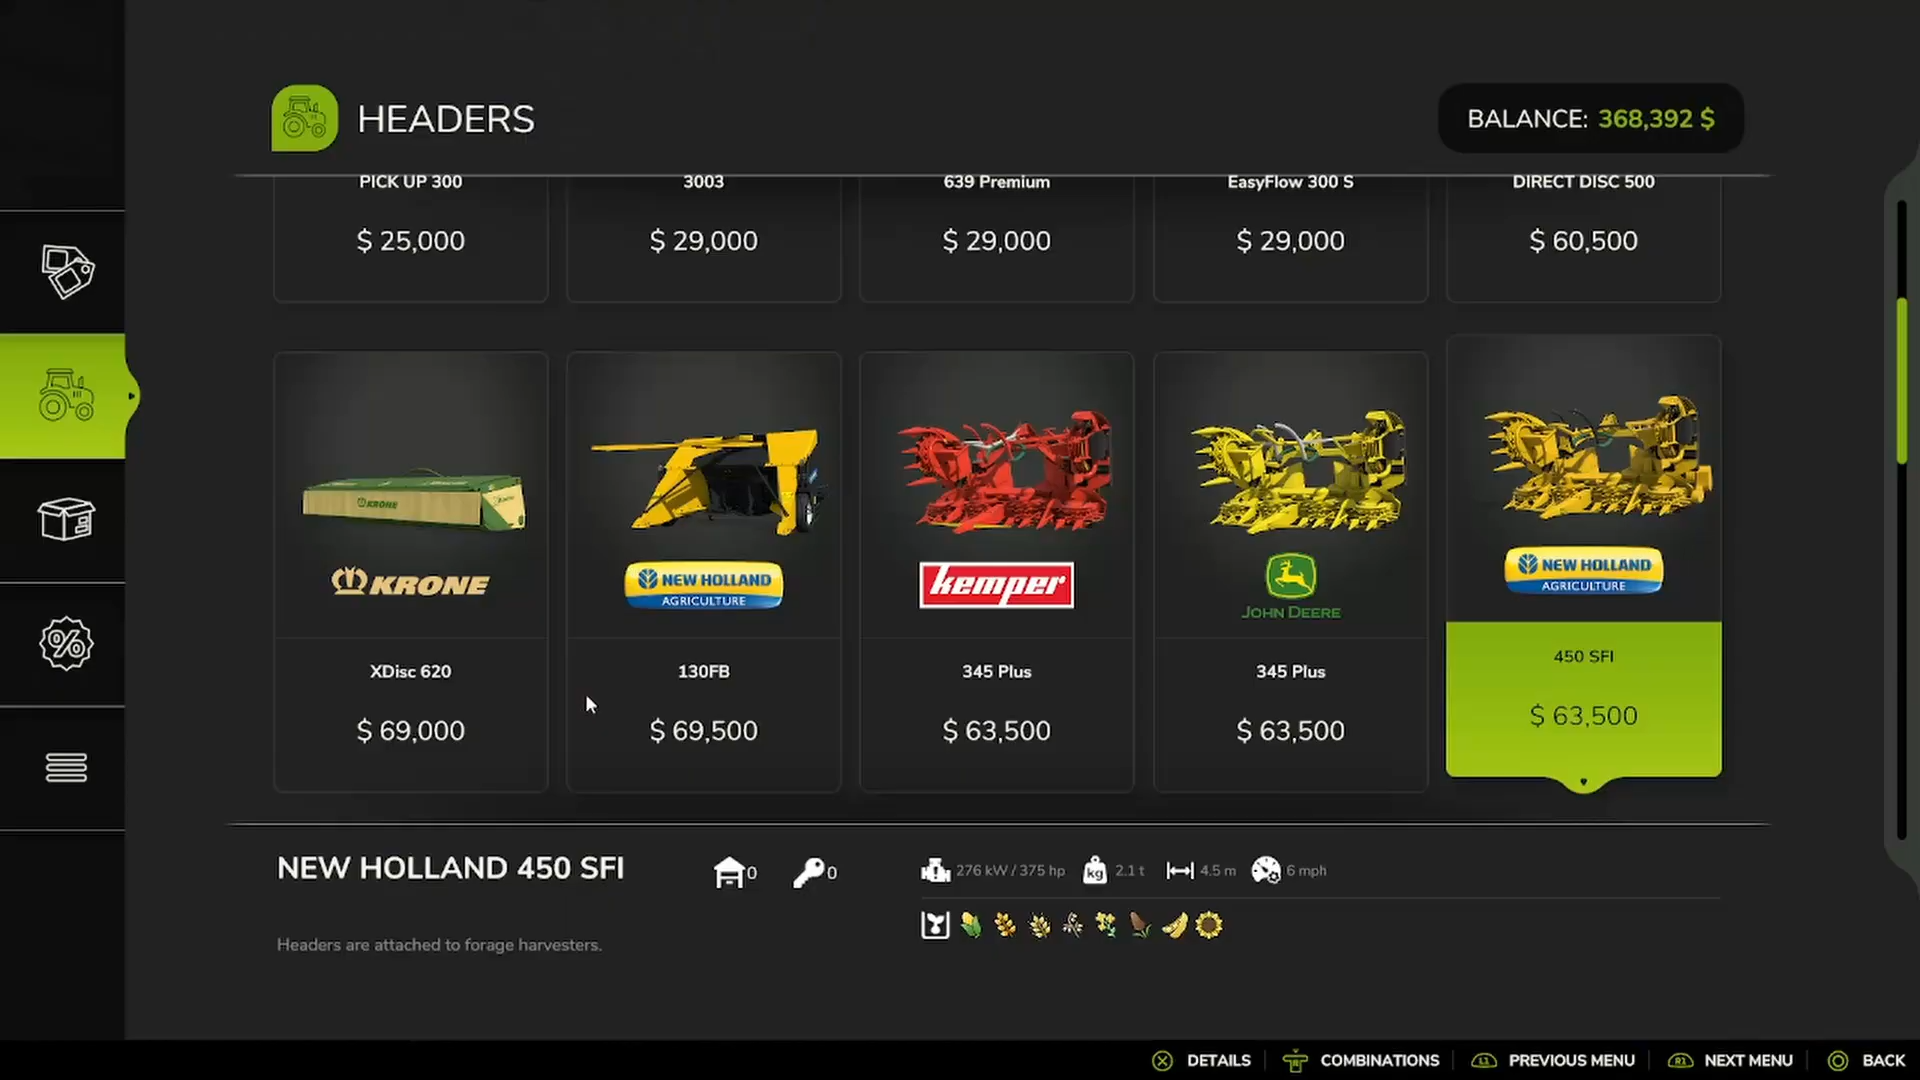 HEADERS
BALANCE: 368,392 $
PICK UP 300
3003
639 Premium
EasyFlow 300 S
DIRECT DISC 500
$ 25,000
$ 29,000
$ 29,000
$ 29,000
$ 60,500
KRONE
KRONE
NEW HOLLAND
AGRICULTURE
kemper
JOHN DEERE
NEW HOLLAND
AGRICULTURE
XDisc 620
130FB
345 Plus
345 Plus
450 SFI
$ 69,000
$ 69,500
$ 63,500
$ 63,500
$ 63,500
NEW HOLLAND 450 SFI
0
0
276 kW / 375 hp
kg
2.1 t
4.5 m
6 mph
Headers are attached to forage harvesters.
DETAILS
COMBINATIONS
L1
PREVIOUS MENU
R1
NEXT MENU
BACK